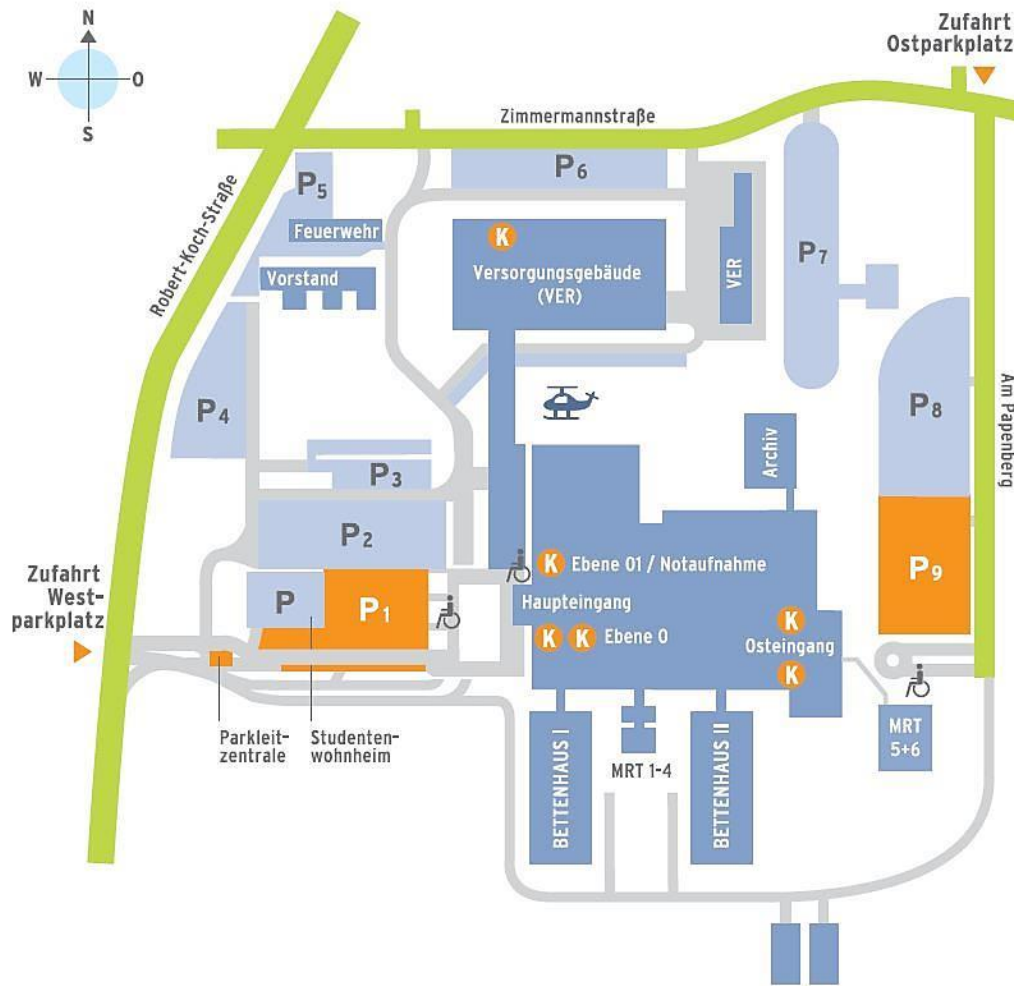 N
W
O
S
Zufahrt
Ostparkplatz
Zimmermannstraße
Robert-Koch-Straße
P5
P6
Feuerwehr
K
Vorstand
Versorgungsgebäude
(VER)
VER
P7
P4
P8
Am Papenberg
Archiv
P3
P2
K
Ebene 01 / Notaufnahme
P9
Zufahrt
West-
parkplatz
P
P1
Haupteingang
K
K
Ebene 0
K
Osteingang
K
Parkleit-
zentrale
Studenten-
wohnheim
BETTENHAUS I
MRT 1-4
BETTENHAUS II
MRT
5+6